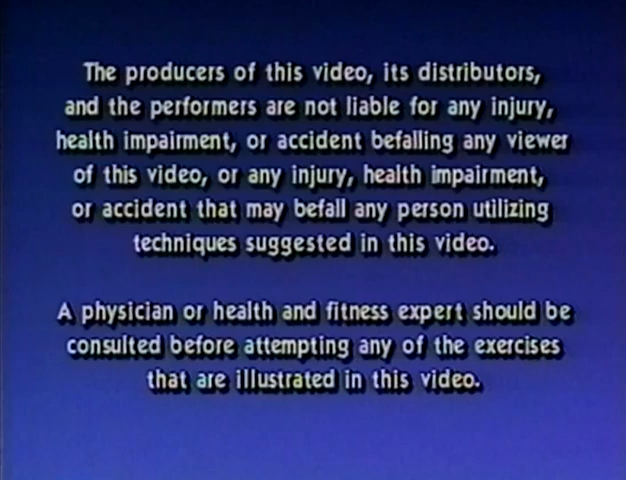 The producers of this video, its distributors,
and the performers are not liable for any injury,
health impairment, or accident befalling any viewer
of this video, or any injury, health impairment,
or accident that may befall any person utilizing
techniques suggested in this video.
A physician or health and fitness expert should be
consulted before attempting any of the exercises
that are illustrated in this video.